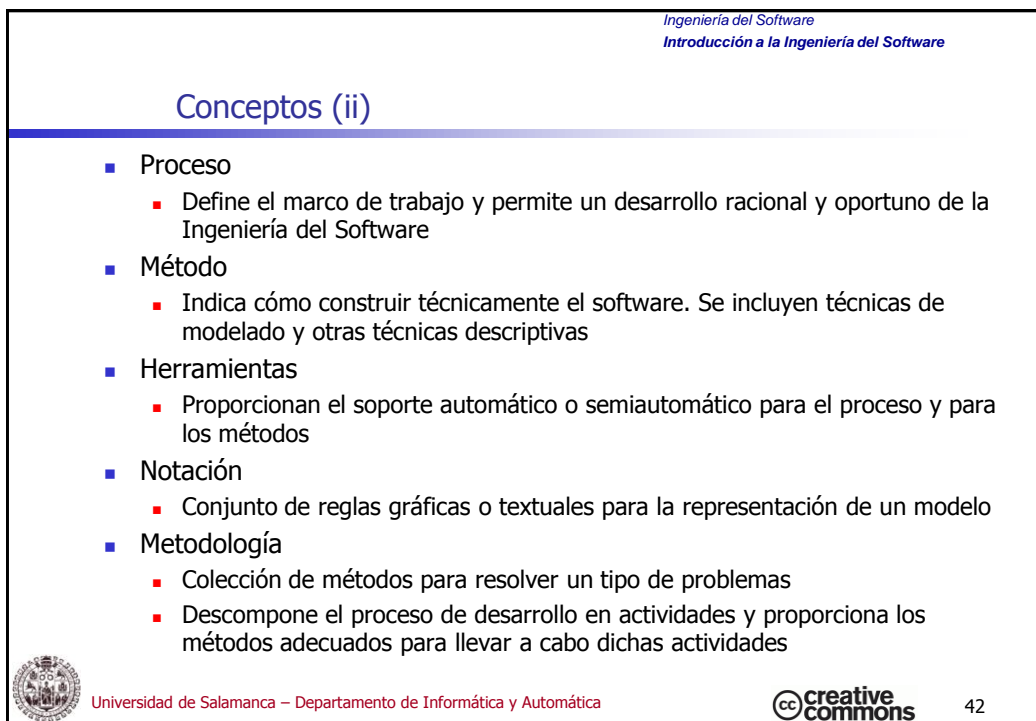 Ingeniería del Software
Introducción a la Ingeniería del Software
Conceptos (ii)
Proceso
Define el marco de trabajo y permite un desarrollo racional y oportuno de la
Ingeniería del Software
Método
Indica cómo construir técnicamente el software. Se incluyen técnicas de
modelado y otras técnicas descriptivas
Herramientas
Proporcionan el soporte automático o semiautomático para el proceso y para
los métodos
Notación
Conjunto de reglas gráficas o textuales para la representación de un modelo
Metodología
Colección de métodos para resolver un tipo de problemas
Descompone el proceso de desarrollo en actividades y proporciona los
métodos adecuados para llevar a cabo dichas actividades
Universidad de Salamanca – Departamento de Informática y Automática
cc creative
commons
42